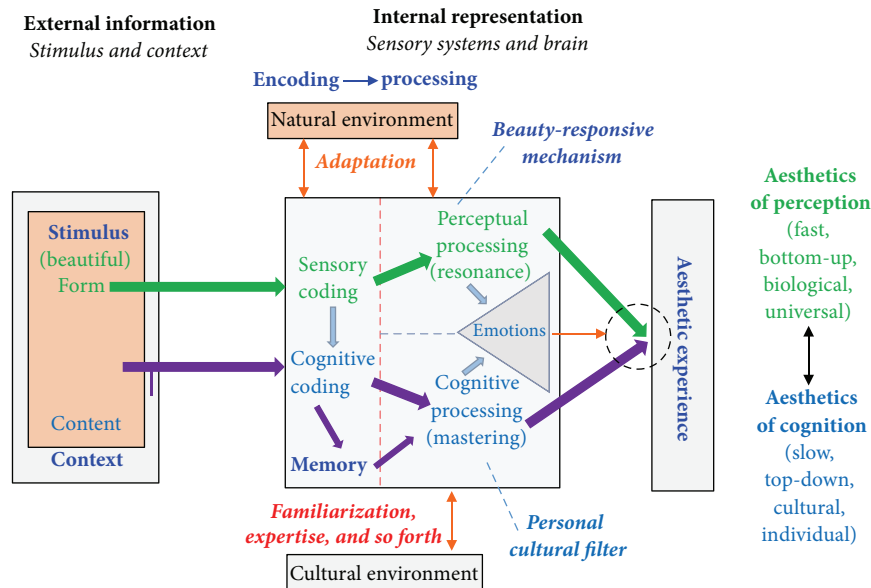 External information
Stimulus and context
Internal representation
Sensory systems and brain
Encoding
processing
Natural environment
Adaptation
Beauty-responsive
mechanism
Stimulus
(beautiful)
Form
Content
Context
Sensory
coding
Cognitive
coding
Memory
Perceptual
processing
(resonance)
Emotions
Cognitive
processing
(mastering)
Familiarization,
expertise, and so forth
Personal
cultural filter
Cultural environment
Aesthetic experience
Aesthetics
of perception
(fast,
bottom-up,
biological,
universal)
Aesthetics
of cognition
(slow,
top-down,
cultural,
individual)